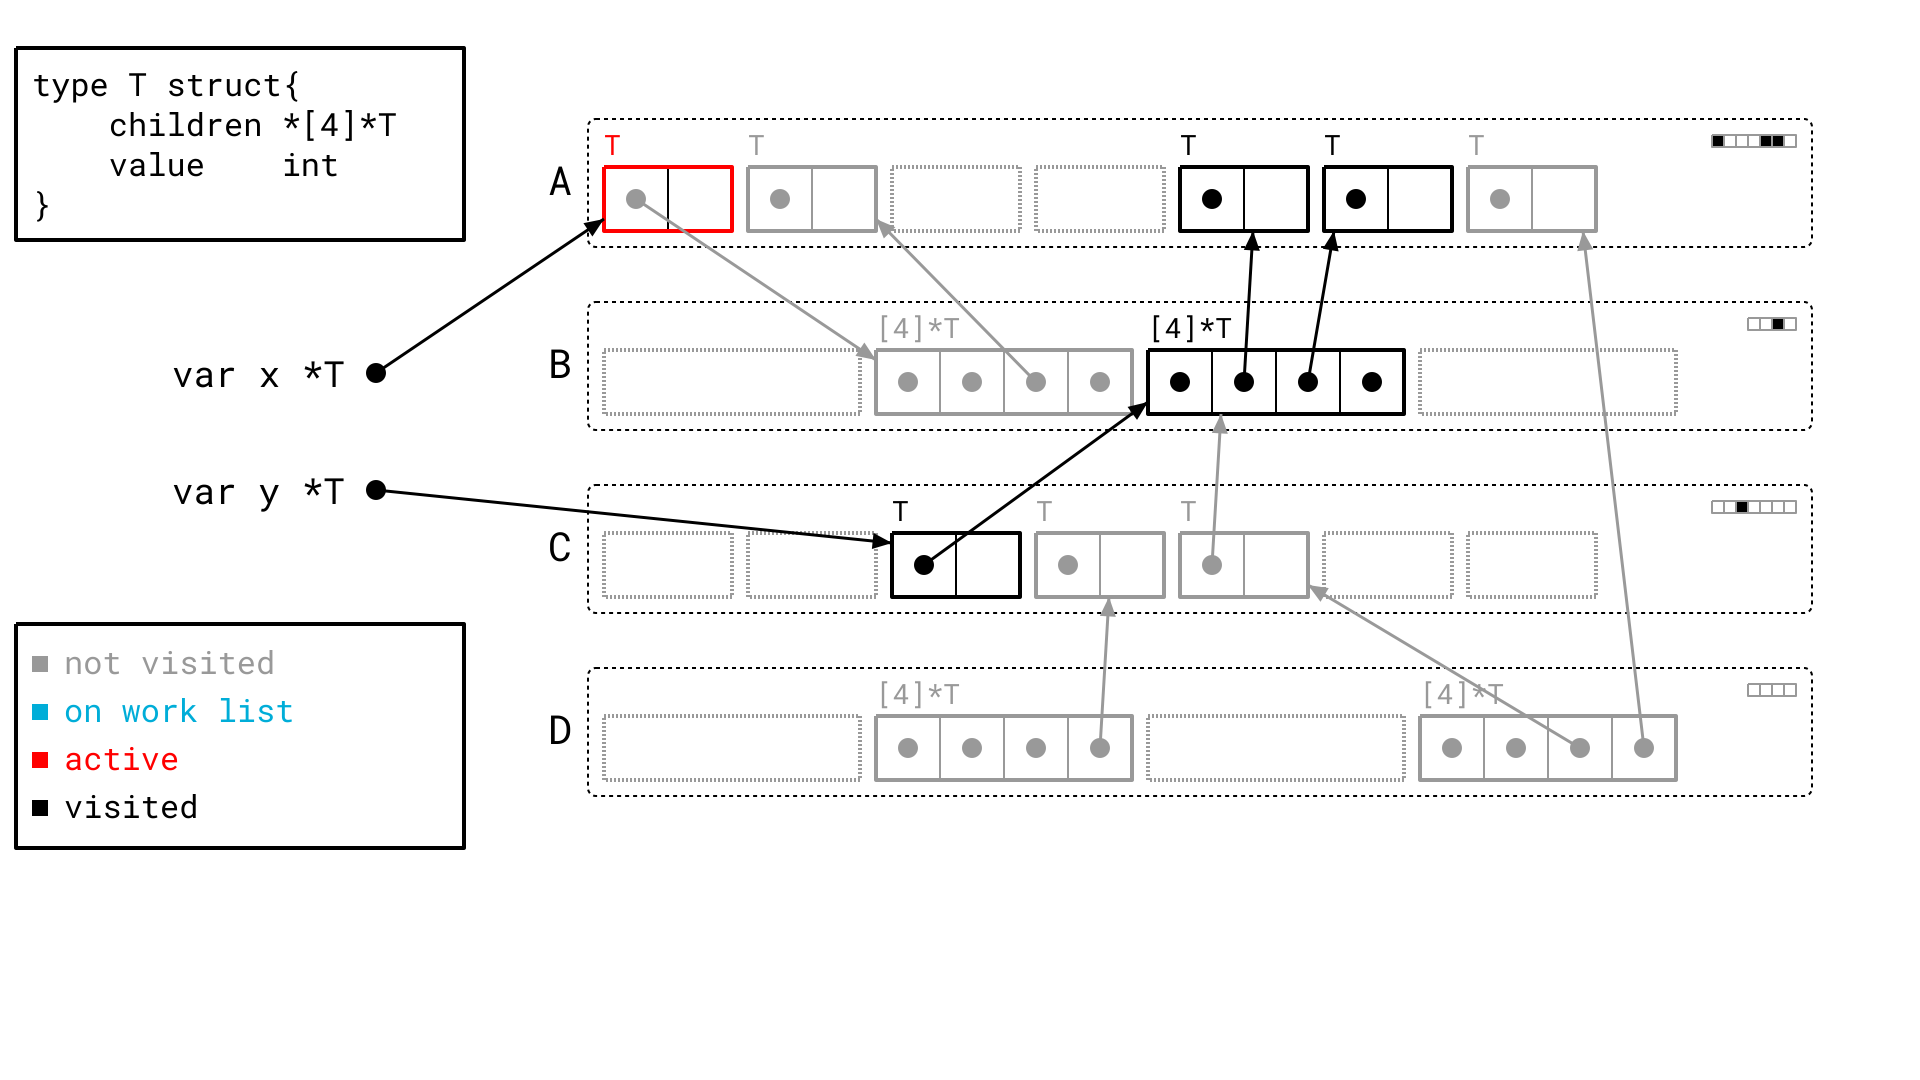 type T struct{
    children *[4]*T
    value    int
}
var x *T
var y *T
not visited
on work list
active
visited
A
T T T T T
B
[4]*T [4]*T
C
T T T
D
[4]*T [4]*T